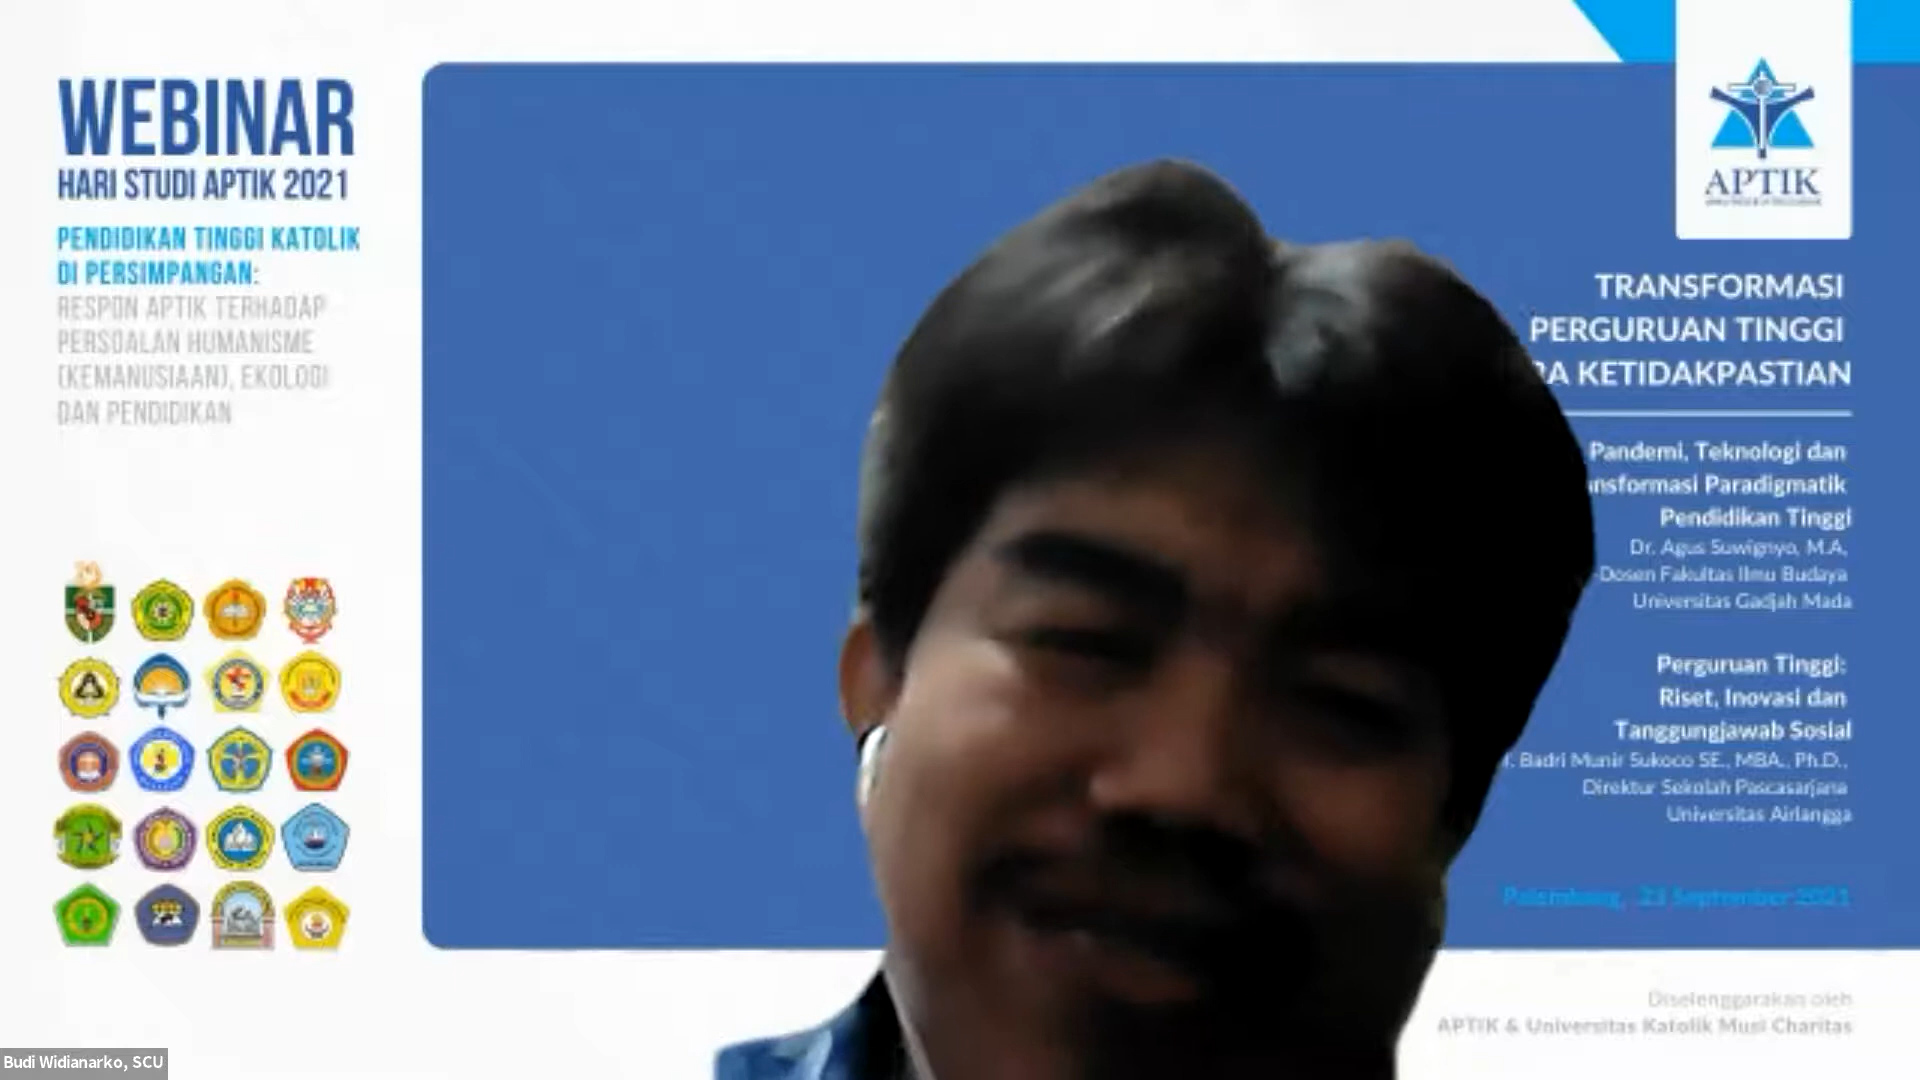 WEBINAR
HARI STUDI APTIK 2021
PENDIDIKAN TINGGI KATOLIK
DI PERSIMPANGAN:
RESPON APTIK TERHADAP
PERSOALAN HUMANISME
(KEMANUSIAAN), EKOLOGI
DAN PENDIDIKAN
APTIK
TRANSFORMASI
PERGURUAN TINGGI
RA KETIDAKPASTIAN
Pandemi, Teknologi dan
nsformasi Paradigmatik
Pendidikan Tinggi
Dr. Agus Suwignyo, M.A,
Dosen Fakultas Ilmu Budaya
Universitas Gadjah Mada
Perguruan Tinggi:
Riset, Inovasi dan
Tanggungjawab Sosial
Badri Munir Sukoco SE., MBA., Ph.D.,
Direktur Sekolah Pascasarjana
Universitas Airlangga
Palembang, 23 September 2021
Diselenggarakan oleh
APTIK & Universitas Katolik Musi Charitas
Budi Widianarko, SCU